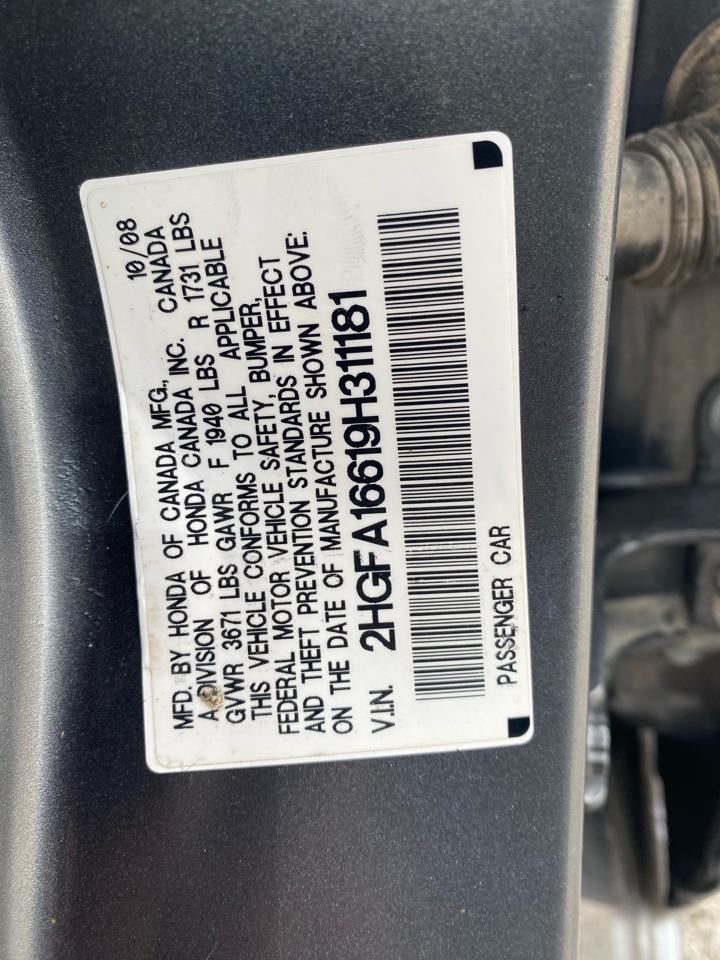 MFD. BY HONDA OF CANADA MFG., 10/08
A DIVISION OF HONDA CANADA INC. CANADA
GVWR 3671 LBS GAWR F 1940 LBS R 1731 LBS
THIS VEHICLE CONFORMS TO ALL APPLICABLE
FEDERAL MOTOR VEHICLE SAFETY, BUMPER,
AND THEFT PREVENTION STANDARDS IN EFFECT
ON THE DATE OF MANUFACTURE SHOWN ABOVE:
V.I.N. 2HGFA16619H311181
PASSENGER CAR